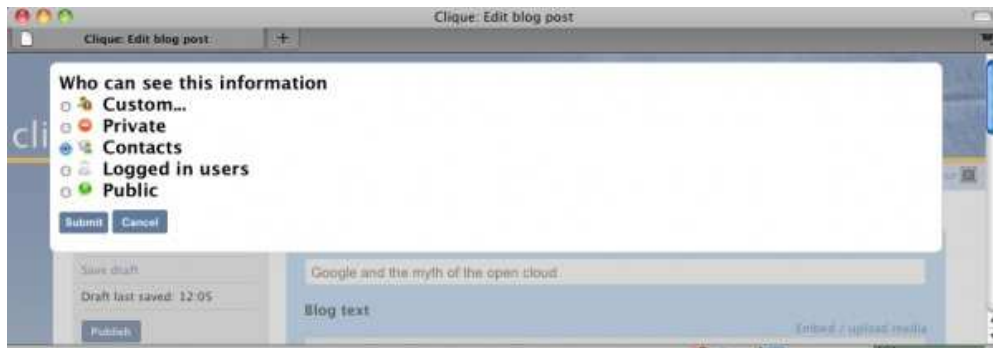 Clique: Edit blog post
Clique: Edit blog post +
Who can see this information
Custom...
Private
cli
Contacts
Logged in users
Public
Submit Cancel
Save draft
Google and the myth of the open cloud
Draft last saved: 12:05
Blog text
Publish
Embed / upload media